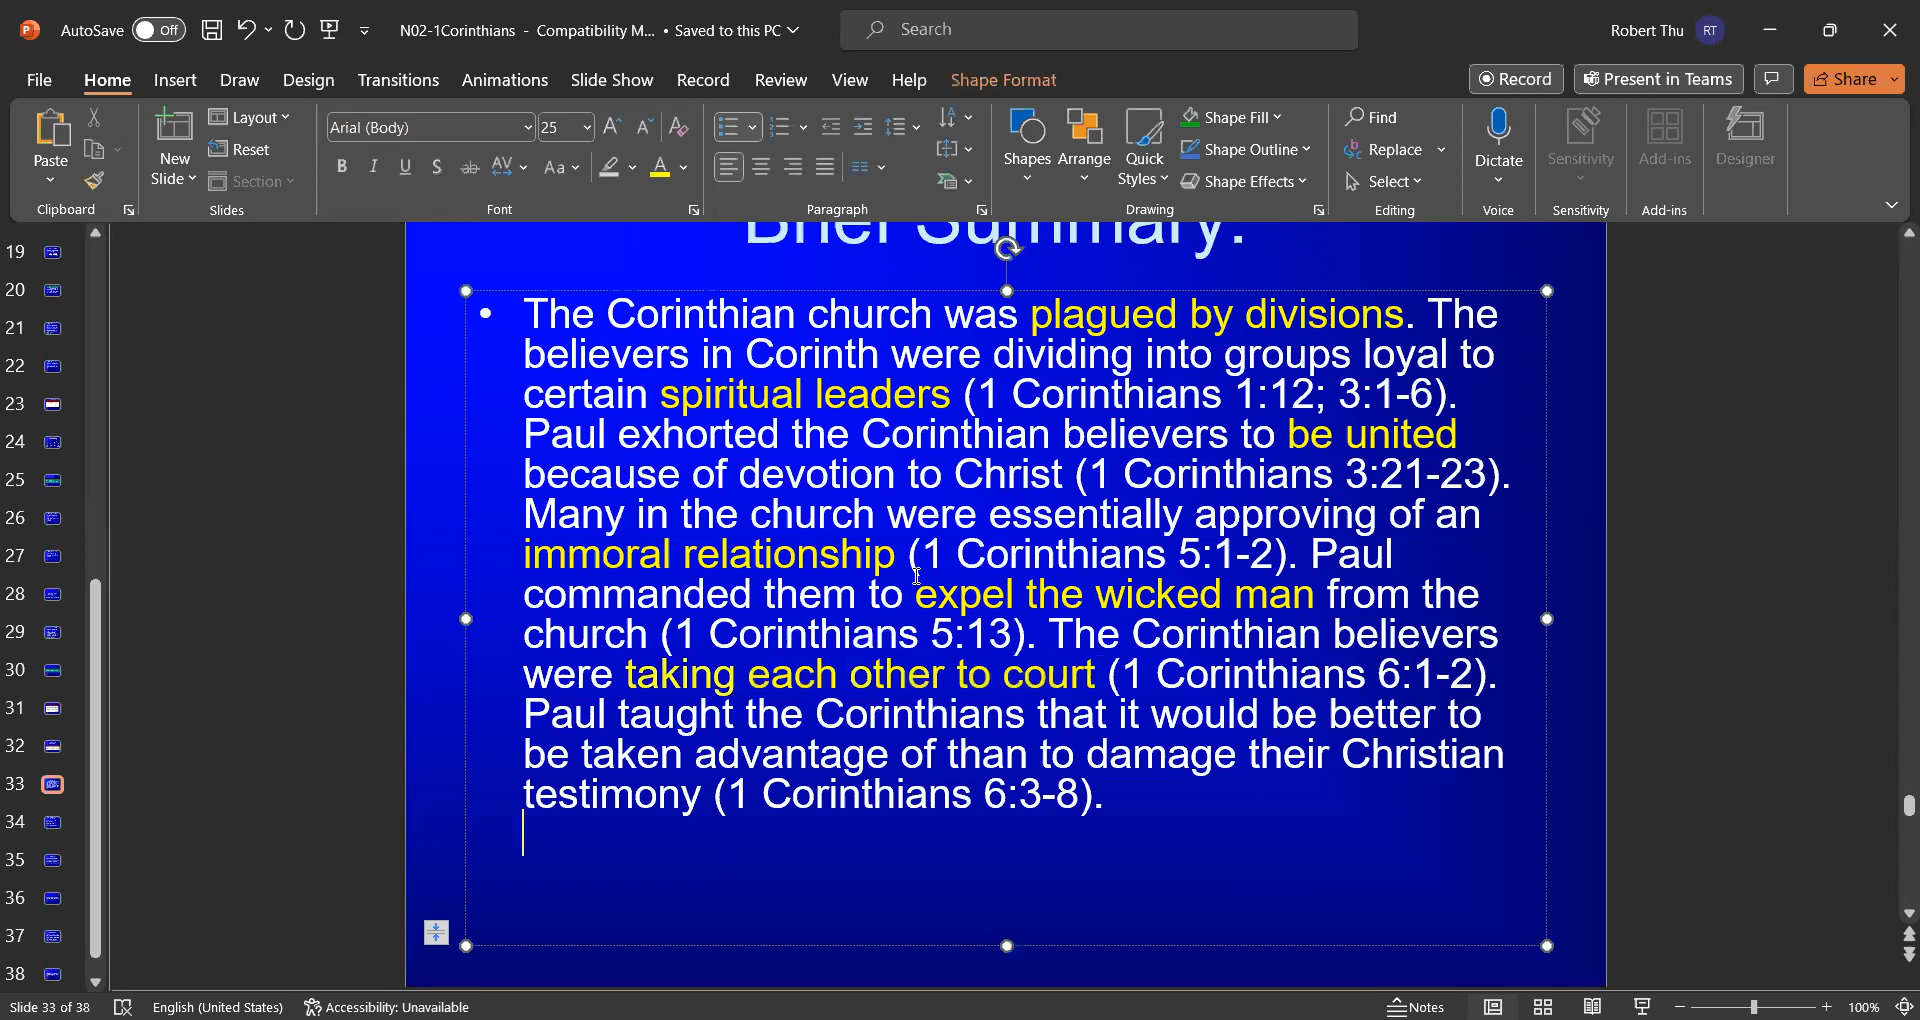 AutoSave Off N02-1Corinthians - Compatibility M... • Saved to this PC Search Robert Thu RT
File Home Insert Draw Design Transitions Animations Slide Show Record Review View Help Shape Format Record Present in Teams Share
Paste
Clipboard
New Slide
Layout
Reset
Section
Slides
Arial (Body) 25
Font
Paragraph
Shapes
Arrange
Quick Styles
Shape Fill
Shape Outline
Shape Effects
Drawing
Find
Replace
Select
Editing
Dictate
Voice
Sensitivity
Sensitivity
Add-ins
Add-ins
Designer
19
20
21
22
23
24
25
26
27
28
29
30
31
32
33
34
35
36
37
38
Brief Summary:
• The Corinthian church was plagued by divisions. The
believers in Corinth were dividing into groups loyal to
certain spiritual leaders (1 Corinthians 1:12; 3:1-6).
Paul exhorted the Corinthian believers to be united
because of devotion to Christ (1 Corinthians 3:21-23).
Many in the church were essentially approving of an
immoral relationship (1 Corinthians 5:1-2). Paul
commanded them to expel the wicked man from the
church (1 Corinthians 5:13). The Corinthian believers
were taking each other to court (1 Corinthians 6:1-2).
Paul taught the Corinthians that it would be better to
be taken advantage of than to damage their Christian
testimony (1 Corinthians 6:3-8).
Slide 33 of 38 English (United States) Accessibility: Unavailable Notes 100%